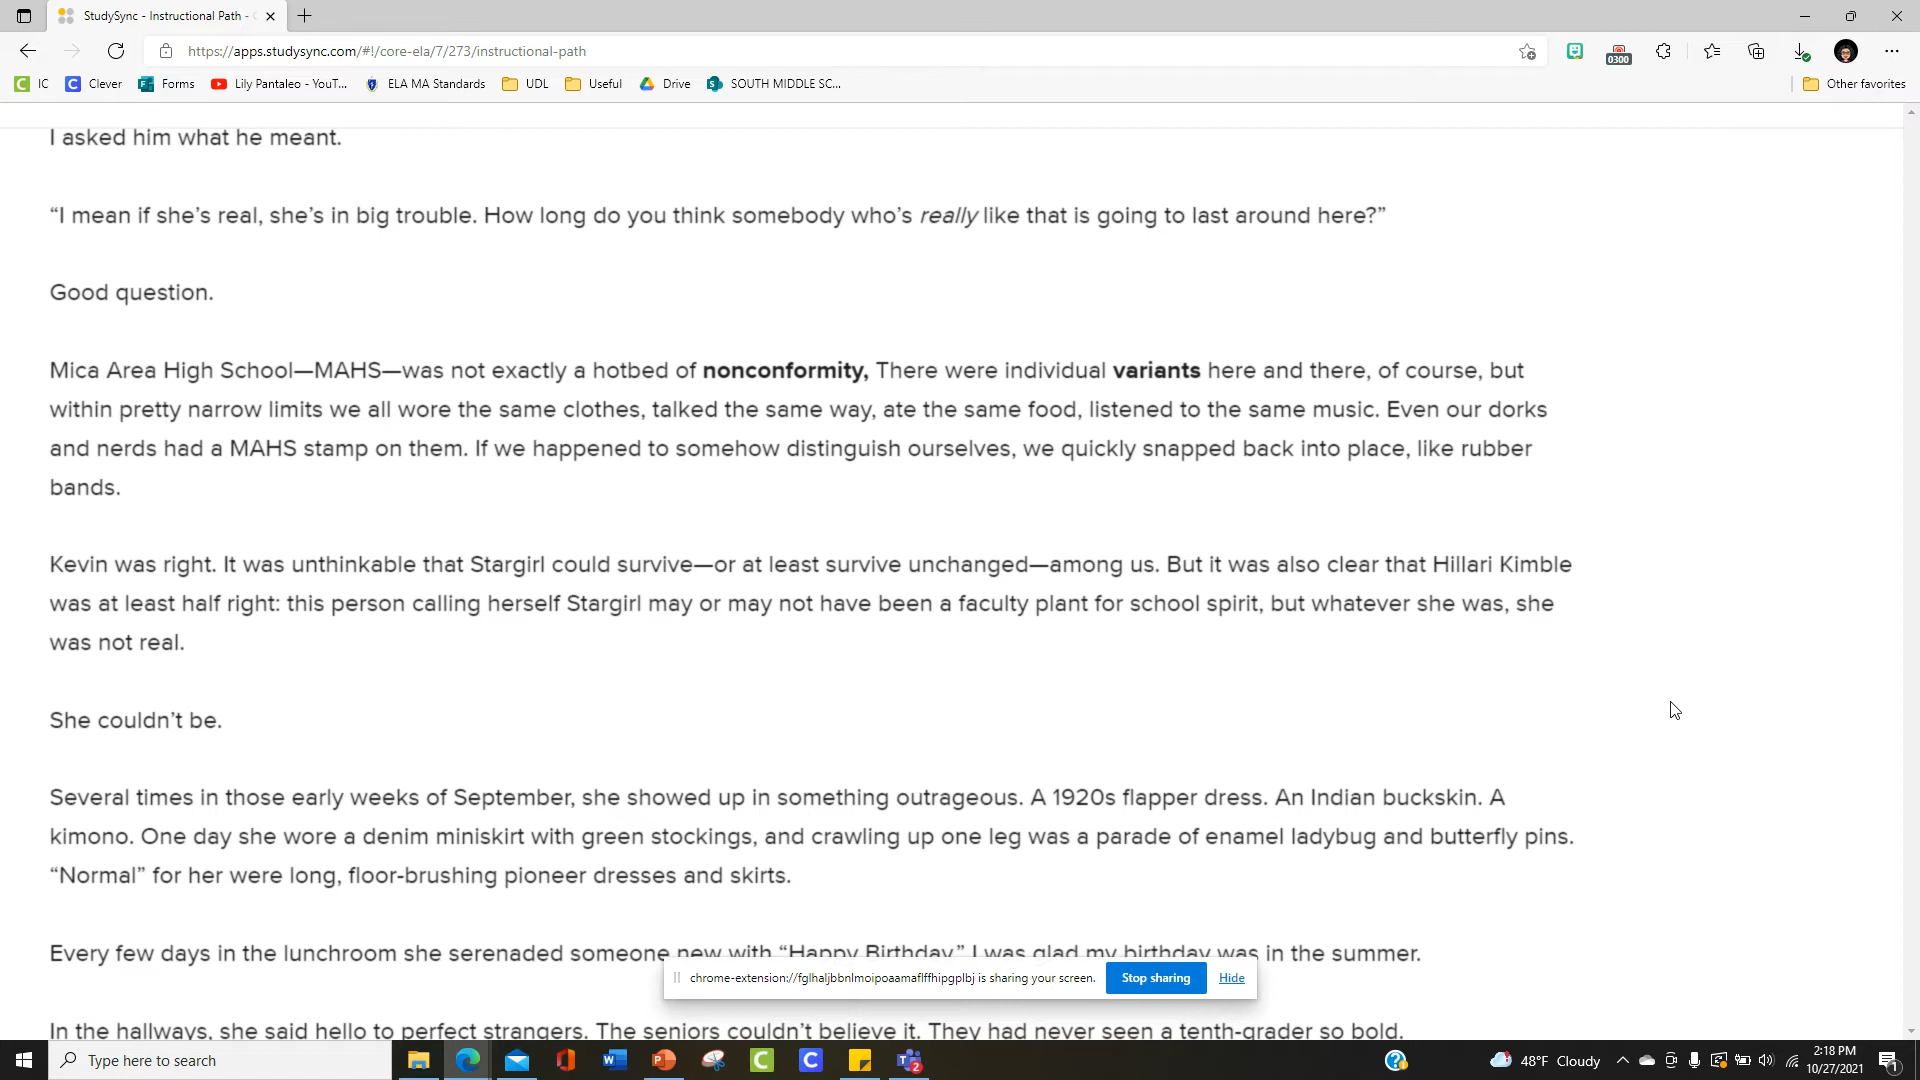 StudySync - Instructional Path -
https://apps.studysync.com/#!/core-ela/7/273/instructional-path
0300
IC Clever Forms Lily Pantaleo - YouT... ELA MA Standards UDL Useful Drive SOUTH MIDDLE SC... Other favorites
I asked him what he meant.
“I mean if she’s real, she’s in big trouble. How long do you think somebody who’s really like that is going to last around here?”
Good question.
Mica Area High School—MAHS—was not exactly a hotbed of nonconformity, There were individual variants here and there, of course, but
within pretty narrow limits we all wore the same clothes, talked the same way, ate the same food, listened to the same music. Even our dorks
and nerds had a MAHS stamp on them. If we happened to somehow distinguish ourselves, we quickly snapped back into place, like rubber
bands.
Kevin was right. It was unthinkable that Stargirl could survive—or at least survive unchanged—among us. But it was also clear that Hillari Kimble
was at least half right: this person calling herself Stargirl may or may not have been a faculty plant for school spirit, but whatever she was, she
was not real.
She couldn’t be.
Several times in those early weeks of September, she showed up in something outrageous. A 1920s flapper dress. An Indian buckskin. A
kimono. One day she wore a denim miniskirt with green stockings, and crawling up one leg was a parade of enamel ladybug and butterfly pins.
“Normal” for her were long, floor-brushing pioneer dresses and skirts.
Every few days in the lunchroom she serenaded someone new with “Happy Birthday.” I was glad my birthday was in the summer.
chrome-extension://fglhaljbbnlmoipoaamaflffhipgplbj is sharing your screen. Stop sharing Hide
In the hallways, she said hello to perfect strangers. The seniors couldn’t believe it. They had never seen a tenth-grader so bold.
Type here to search
48°F Cloudy
2:18 PM
10/27/2021